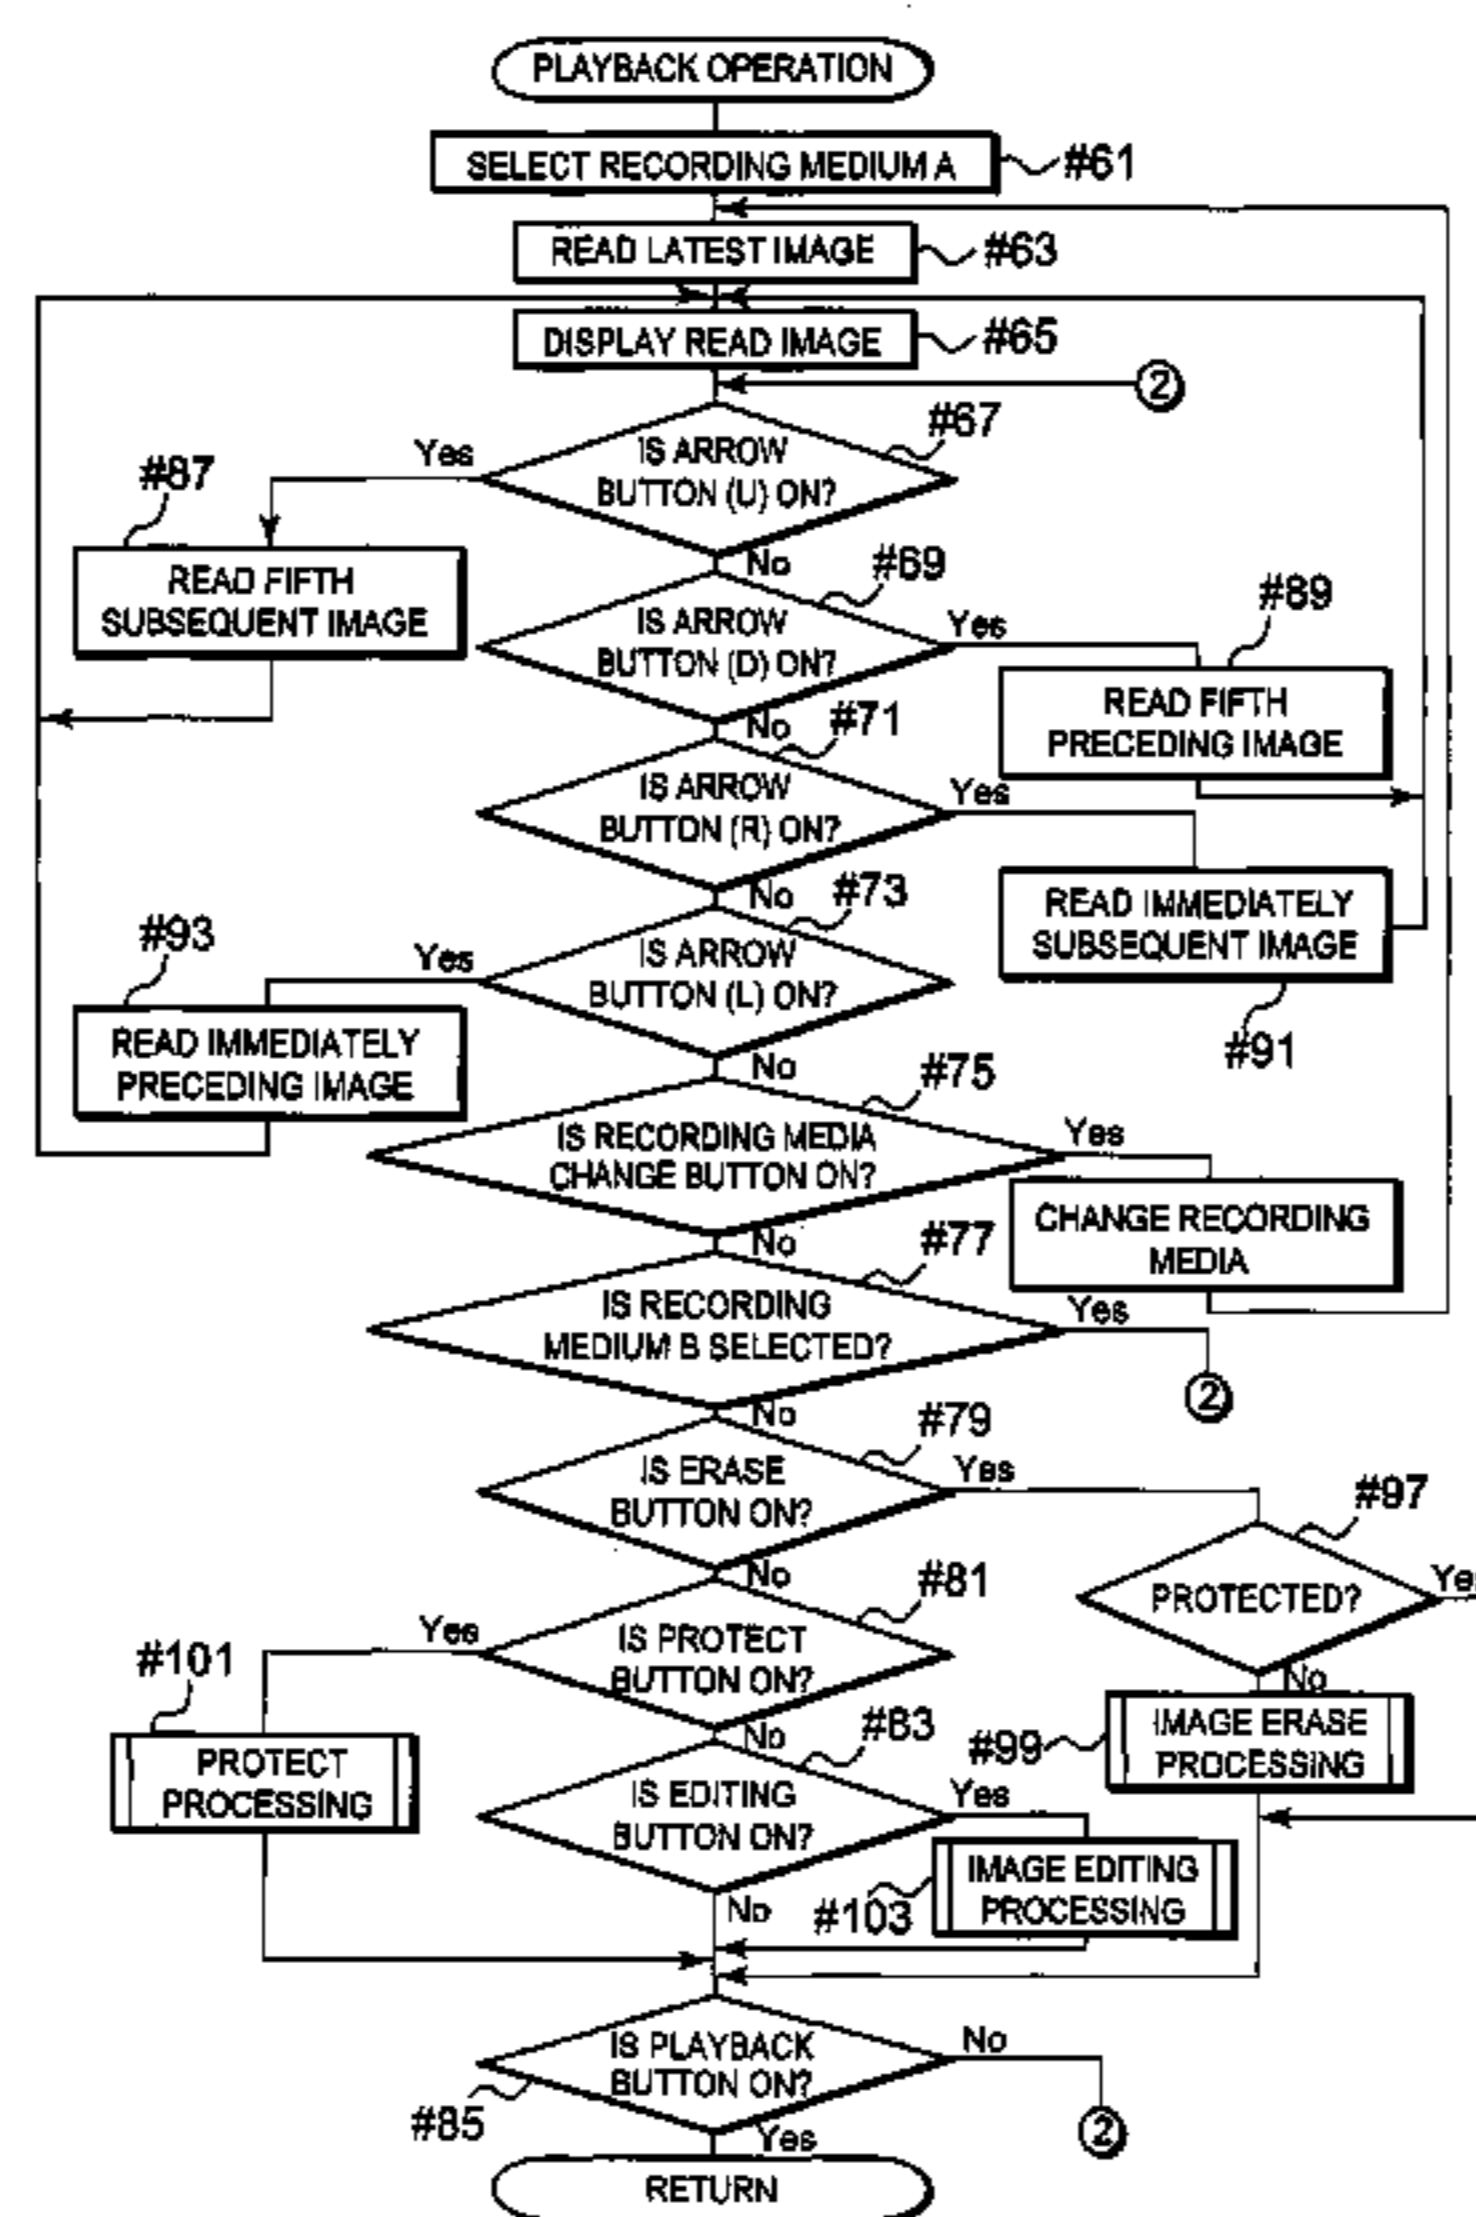 PLAYBACK OPERATION
SELECT RECORDING MEDIUM A
#61
READ LATEST IMAGE
#63
DISPLAY READ IMAGE
#65
2
#67
Yes
IS ARROW
BUTTON (U) ON?
No
#87
READ FIFTH
SUBSEQUENT IMAGE
#69
IS ARROW
BUTTON (D) ON?
Yes
No
#89
READ FIFTH
PRECEDING IMAGE
#71
IS ARROW
BUTTON (R) ON?
Yes
No
READ IMMEDIATELY
SUBSEQUENT IMAGE
#91
#73
Yes
IS ARROW
BUTTON (L) ON?
No
#93
READ IMMEDIATELY
PRECEDING IMAGE
#75
IS RECORDING MEDIA
CHANGE BUTTON ON?
Yes
No
CHANGE RECORDING
MEDIA
#77
IS RECORDING
MEDIUM B SELECTED?
Yes
2
No
#79
IS ERASE
BUTTON ON?
Yes
No
#97
PROTECTED?
Yes
No
#99
IMAGE ERASE
PROCESSING
#81
Yes
IS PROTECT
BUTTON ON?
No
#101
PROTECT
PROCESSING
#83
IS EDITING
BUTTON ON?
Yes
No
#103
IMAGE EDITING
PROCESSING
IS PLAYBACK
BUTTON ON?
No
2
#85
Yes
RETURN